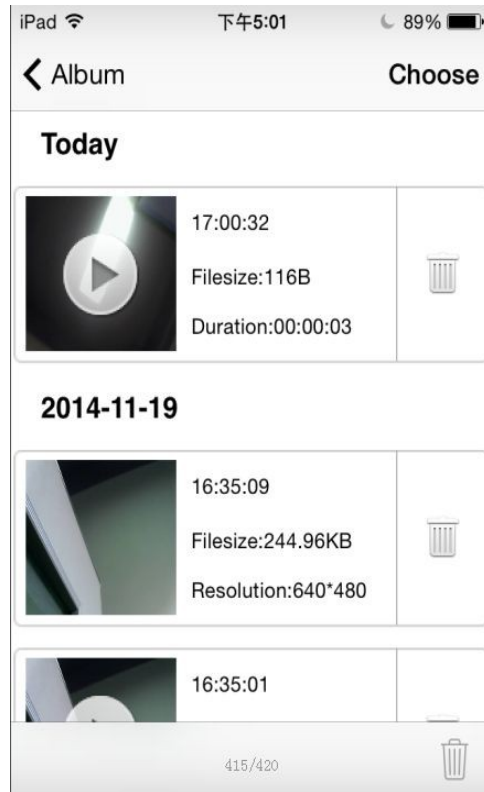 iPad 下午5:01 89%
Album Choose
Today
17:00:32
Filesize:116B
Duration:00:00:03
2014-11-19
16:35:09
Filesize:244.96KB
Resolution:640*480
16:35:01
415/420